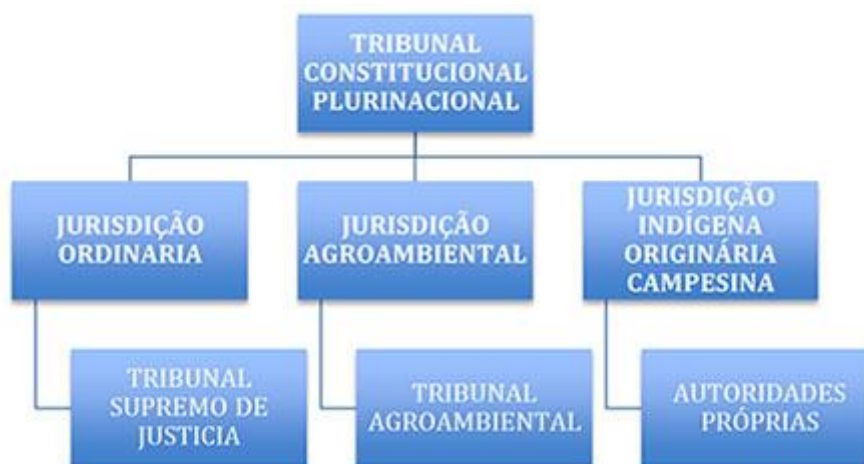 TRIBUNAL
CONSTITUCIONAL
PLURINACIONAL
JURISDIÇÃO
ORDINARIA
JURISDIÇÃO
AGROAMBIENTAL
JURISDIÇÃO
INDÍGENA
ORIGINÁRIA
CAMPESINA
TRIBUNAL
SUPREMO DE
JUSTICIA
TRIBUNAL
AGROAMBIENTAL
AUTORIDADES
PRÓPRIAS